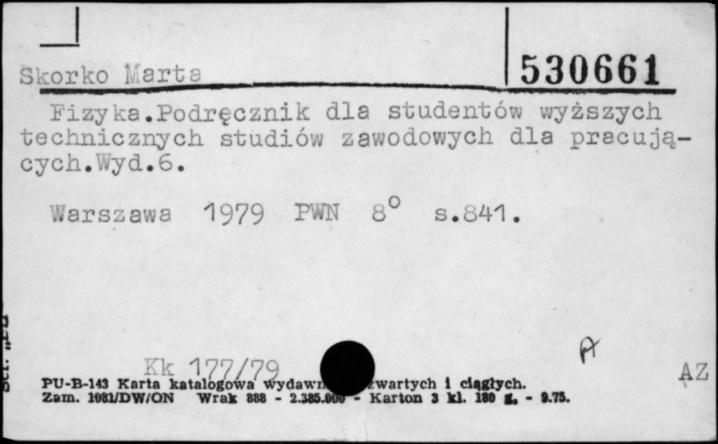 Skorko Marta 530661
Fizyka.Podręcznik dla studentów wyższych
technicznych studiów zawodowych dla pracują-
cych.Wyd.6.
Warszawa 1979 PWN 8° s.841.
Kk 177/79
AZ
PU-B-143 Karta katalogowa wartych i ciągłych.
Zam. 1081/DW/ON Wrak 888 - 2.385.000 - Karton 3 kl. 180 g. - 9.75.